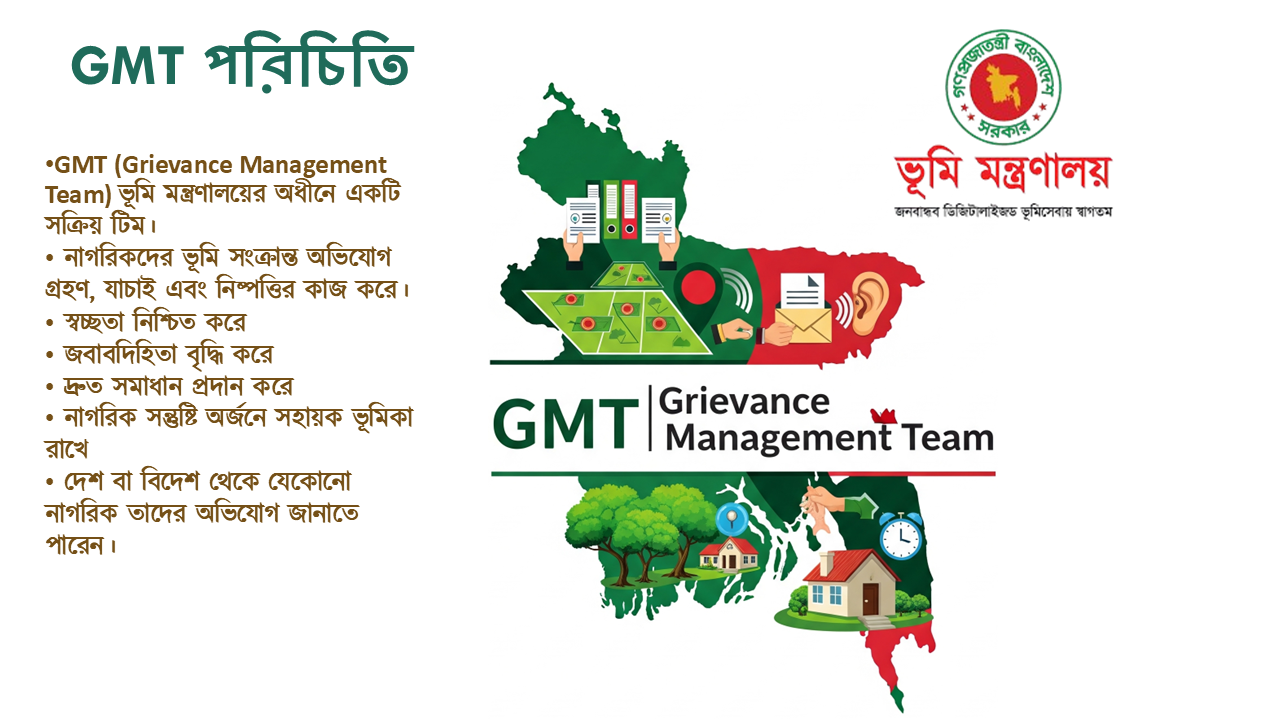 GMT পরিচিতি
•GMT (Grievance Management
Team) ভূমি মন্ত্রণালয়ের অধীনে একটি
সক্রিয় টিম।
• নাগরিকদের ভূমি সংক্রান্ত অভিযোগ
গ্রহণ, যাচাই এবং নিষ্পত্তির কাজ করে।
• স্বচ্ছতা নিশ্চিত করে
• জবাবদিহিতা বৃদ্ধি করে
• দ্রুত সমাধান প্রদান করে
• নাগরিক সন্তুষ্টি অর্জনে সহায়ক ভূমিকা
রাখে
• দেশ বা বিদেশ থেকে যেকোনো
নাগরিক তাদের অভিযোগ জানাতে
পারেন।
গণপ্রজাতন্ত্রী বাংলাদেশ
সরকার
ভূমি মন্ত্রণালয়
জনবান্ধব ডিজিটালাইজড ভূমিসেবায় স্বাগতম
GMT
Grievance
Management Team